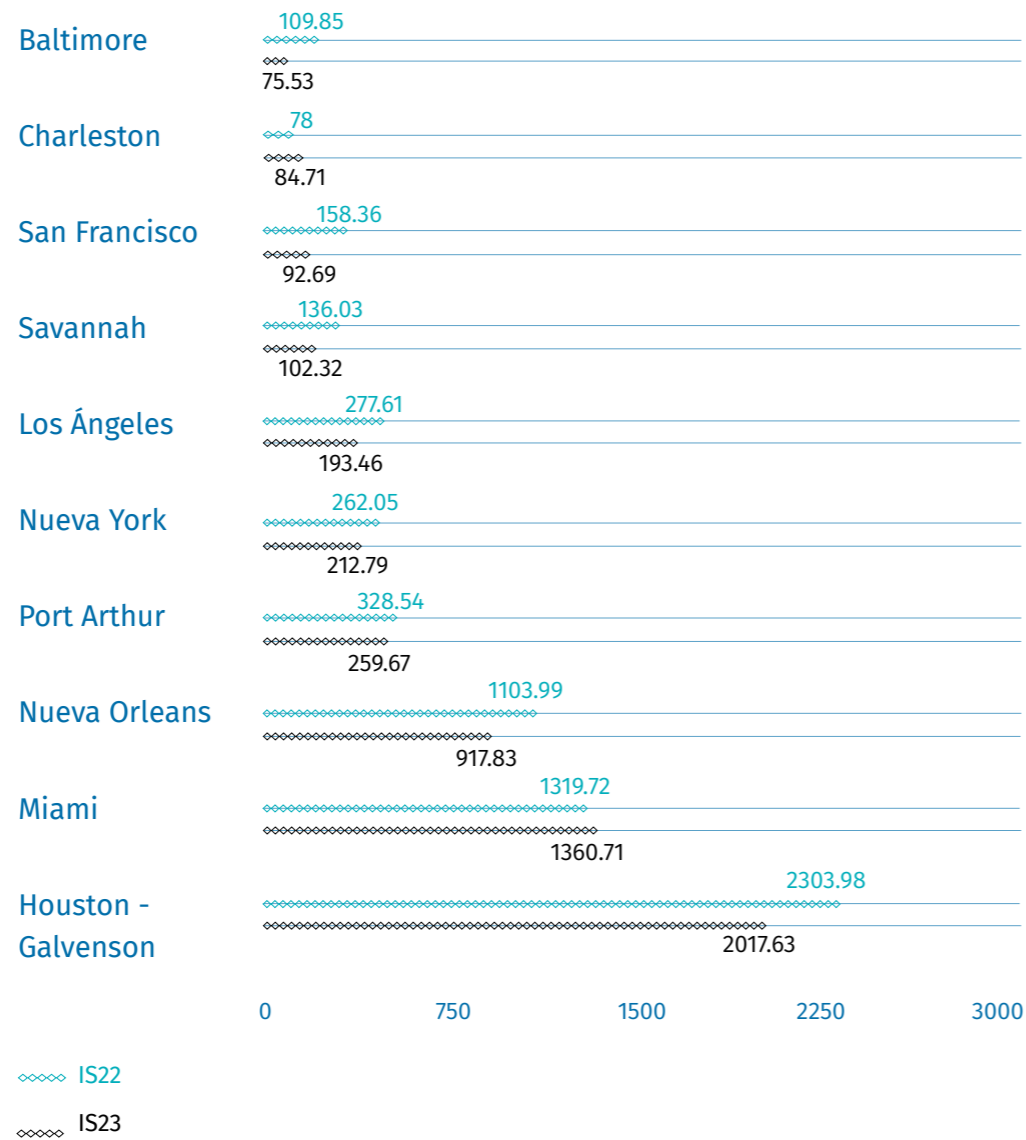 109.85
Baltimore
75.53
78
Charleston
84.71
158.36
San Francisco
92.69
136.03
Savannah
102.32
277.61
Los Ángeles
193.46
262.05
Nueva York
212.79
328.54
Port Arthur
259.67
1103.99
Nueva Orleans
917.83
1319.72
Miami
1360.71
2303.98
Houston -
Galvenson
2017.63
0 750 1500 2250 3000
IS22
IS23